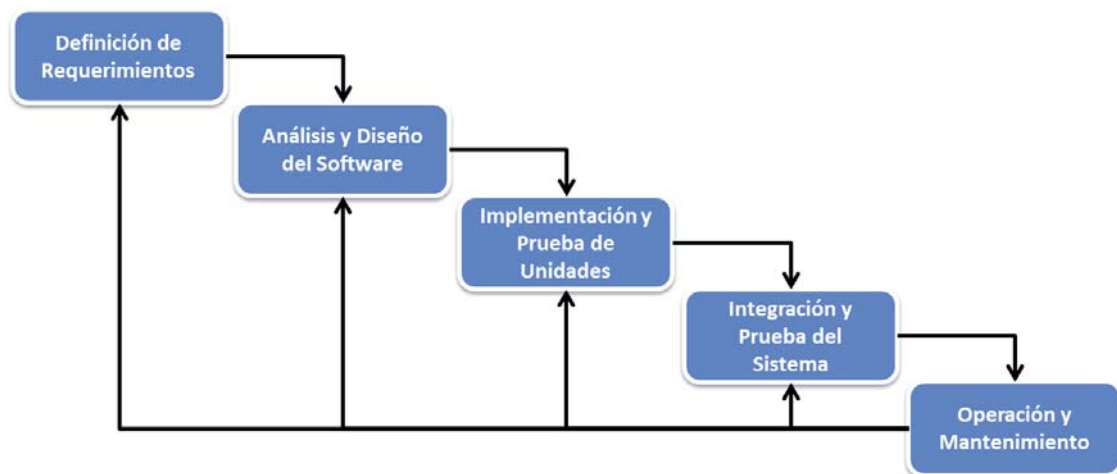 Definición de
Requerimientos
Análisis y Diseño
del Software
Implementación y
Prueba de
Unidades
Integración y
Prueba del
Sistema
Operación y
Mantenimiento